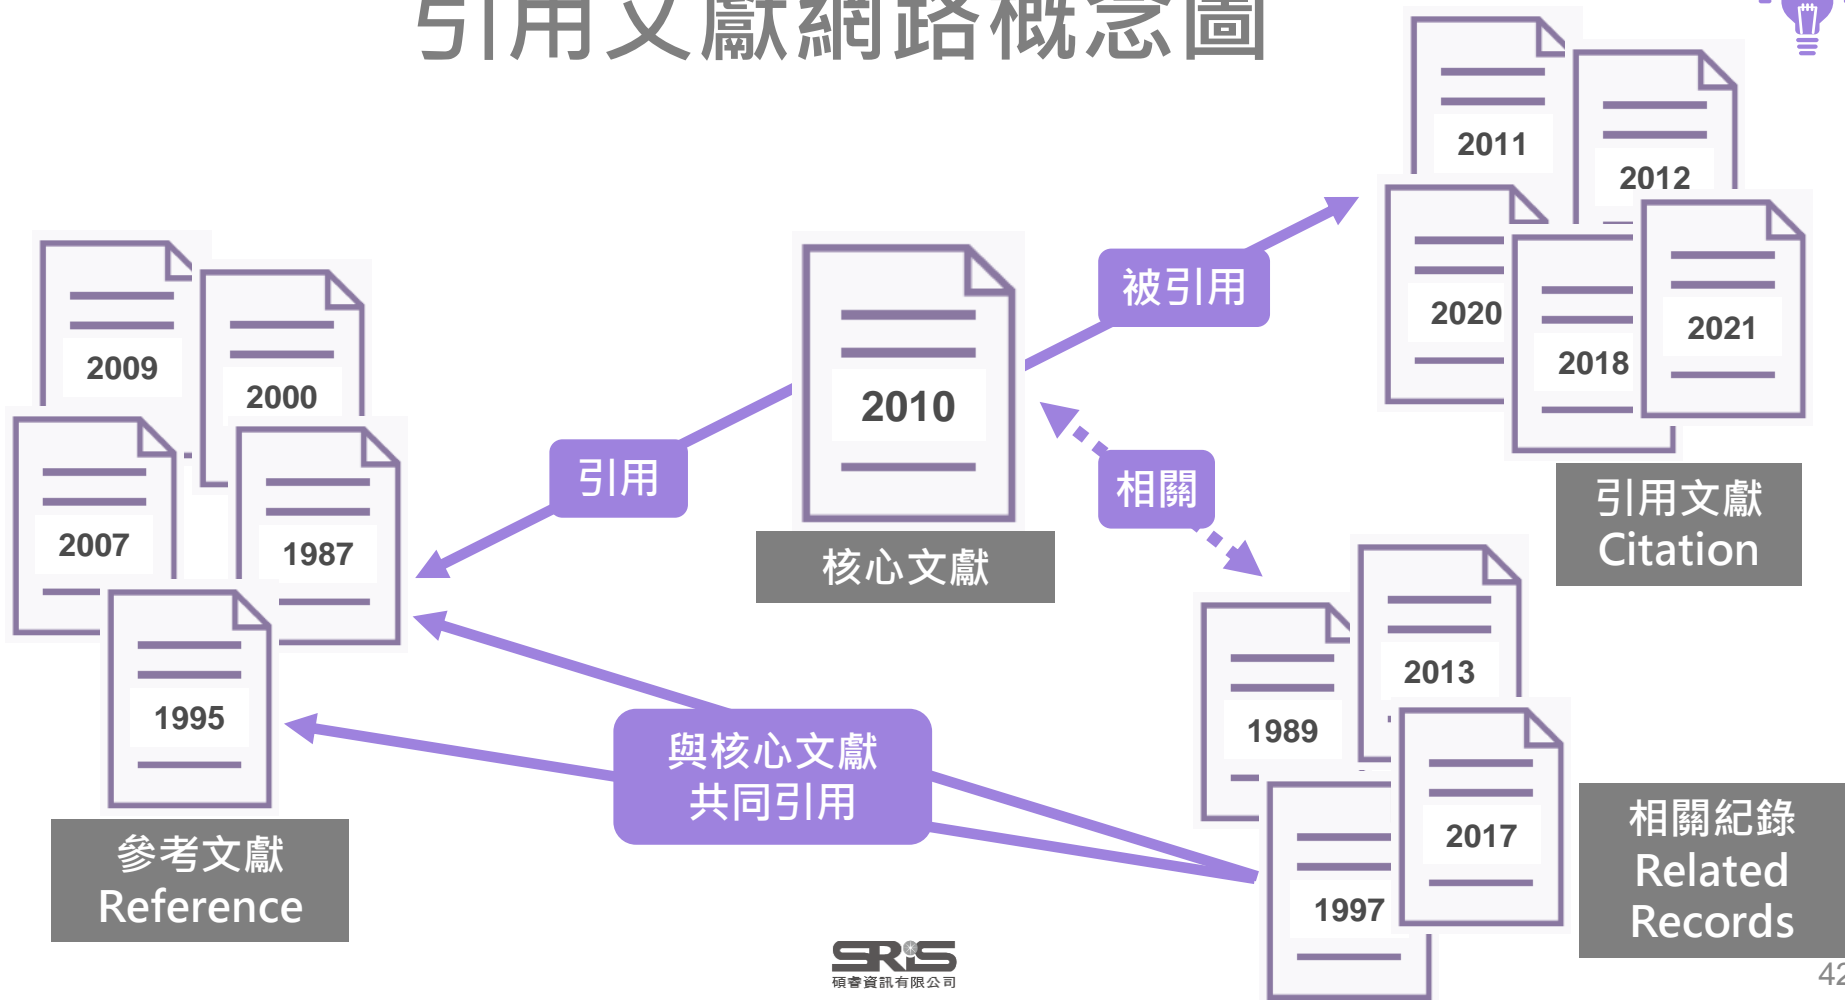 引用文獻網路概念圖
2011
2012
2020
2018
2021
引用文獻
Citation
被引用
2010
核心文獻
引用
相關
2009
2000
2007
1987
1995
參考文獻
Reference
與核心文獻
共同引用
2013
1989
2017
1997
相關紀錄
Related
Records
SRIS
碩睿資訊有限公司
42